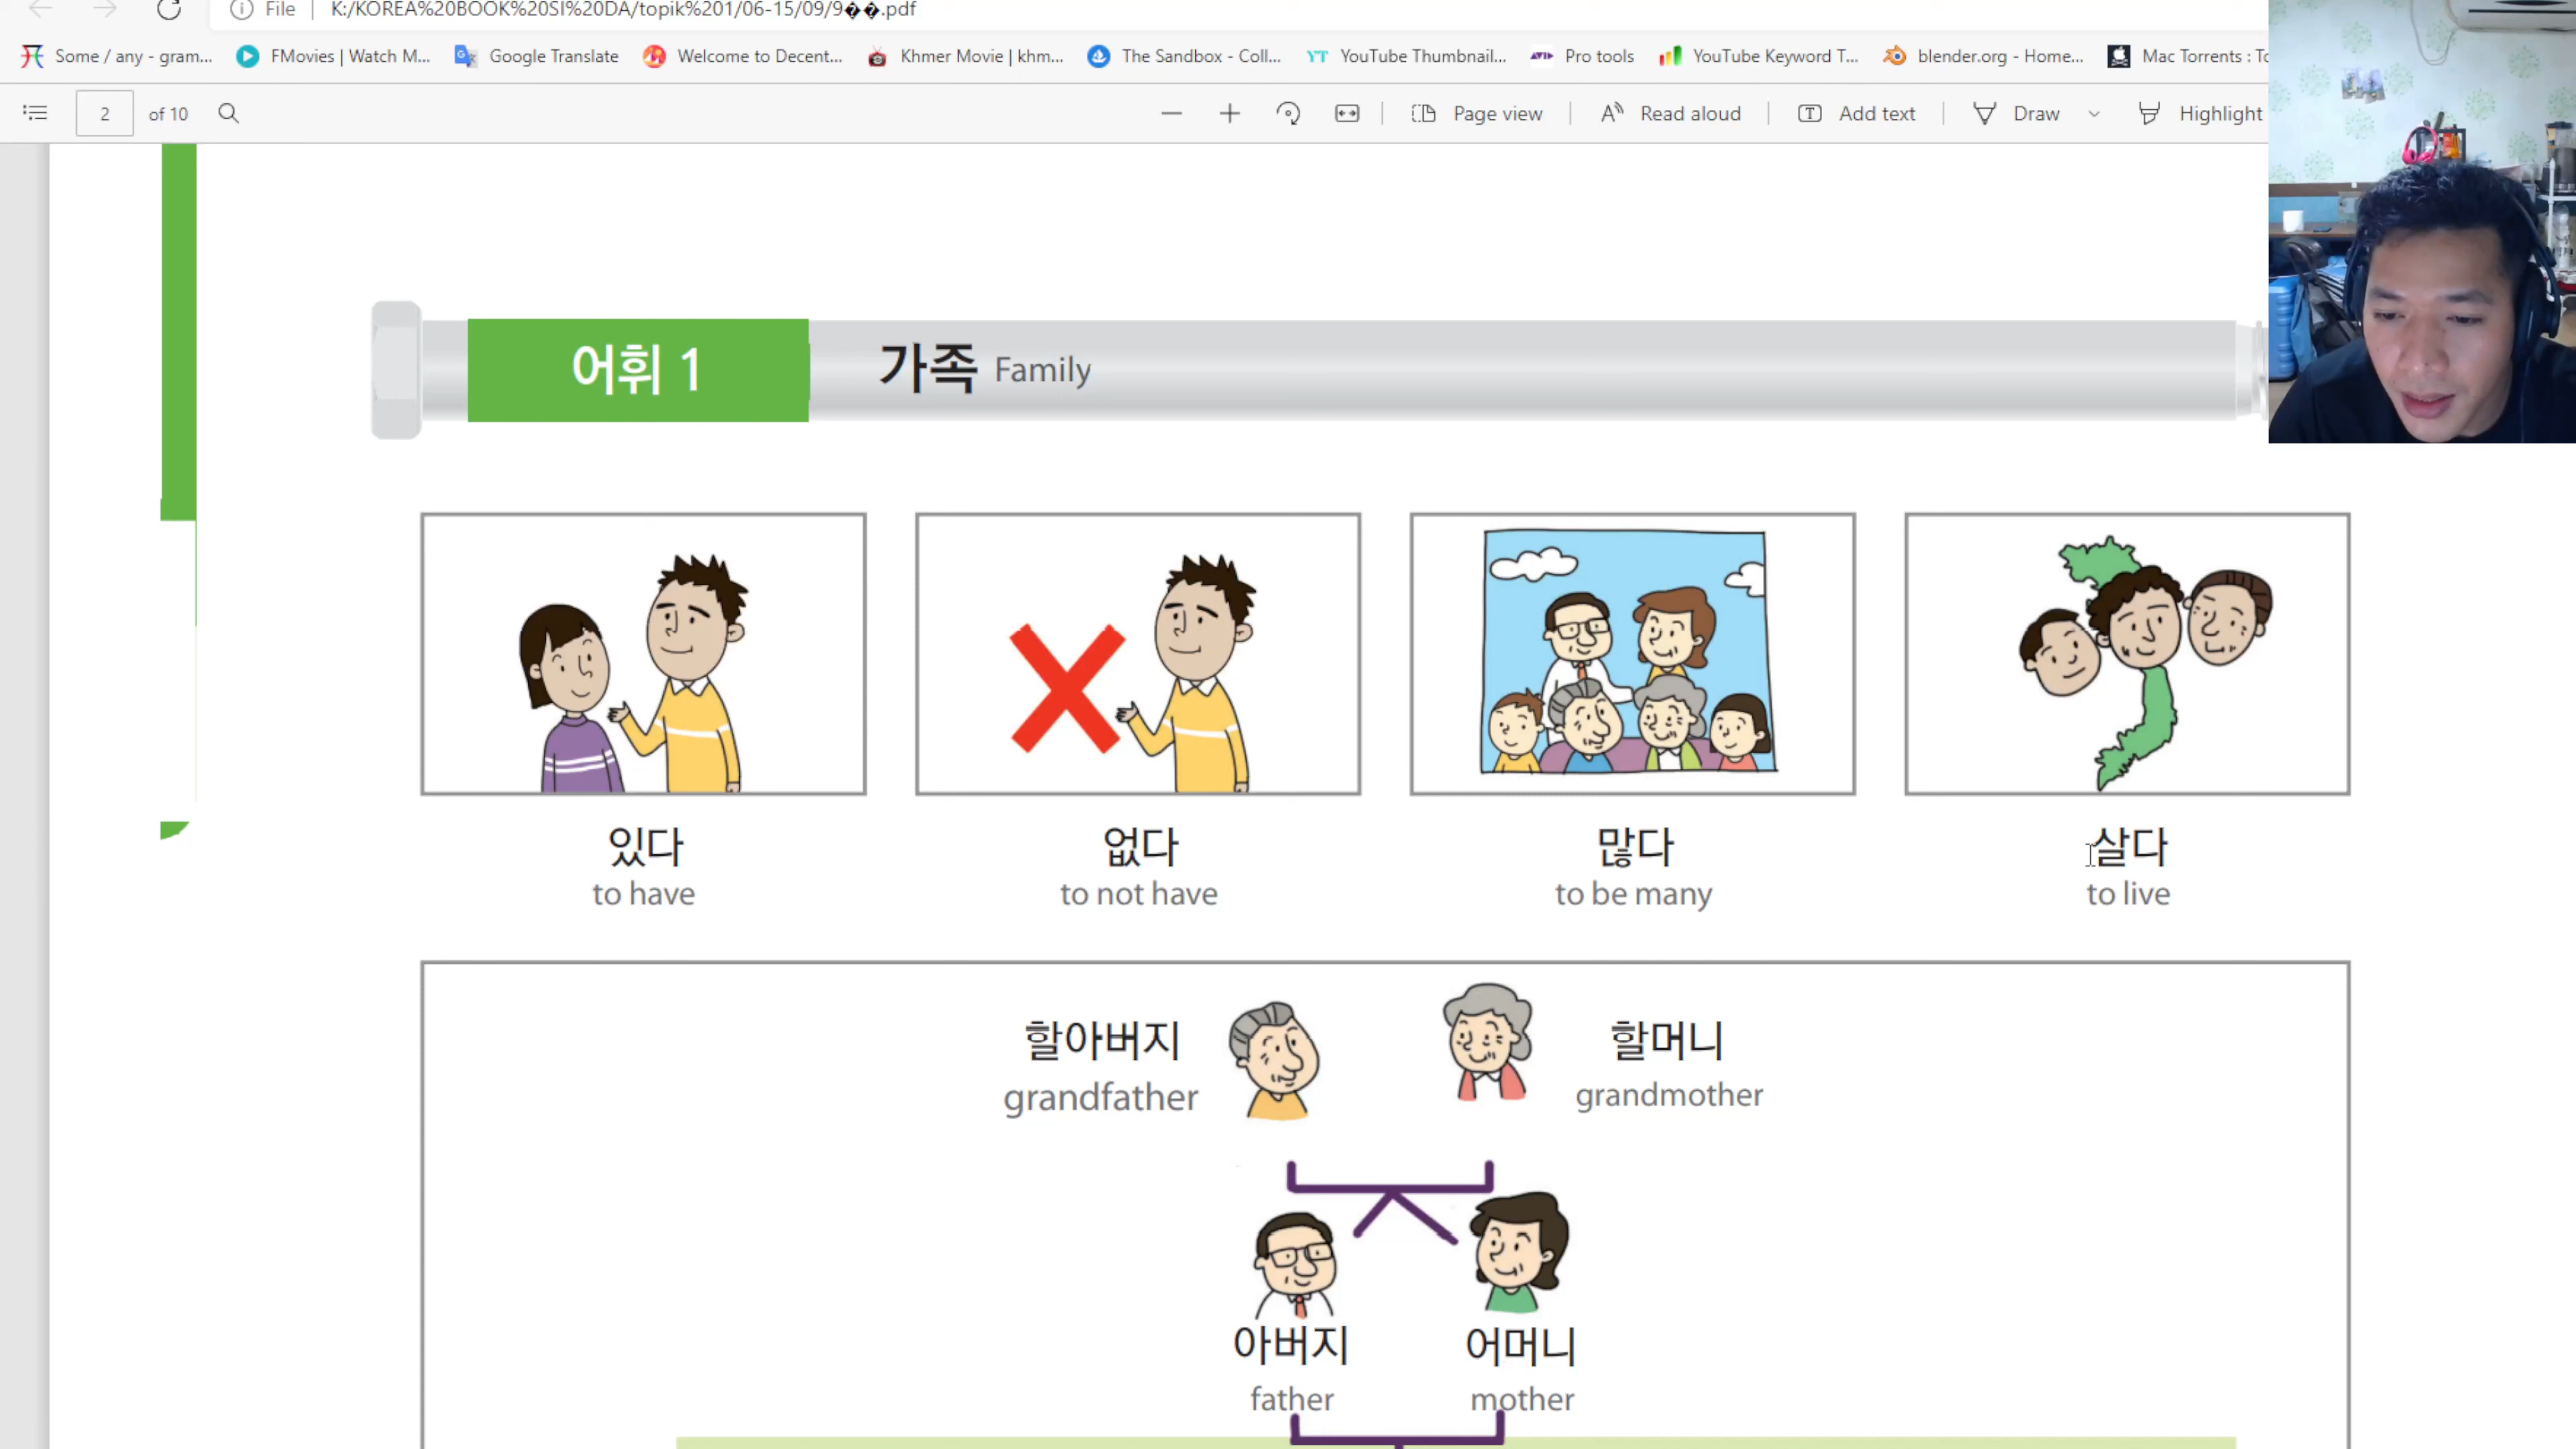 File | K:/KOREA%20BOOK%20SI%20DA/topik%201/06-15/09/9��.pdf
Some / any - gram... FMovies | Watch M... Google Translate Welcome to Decent... Khmer Movie | khm... The Sandbox - Coll... YT YouTube Thumbnail... Pro tools YouTube Keyword T... blender.org - Home... Mac Torrents : To
2 of 10 Page view Read aloud Add text Draw Highlight
어휘 1 가족 Family
있다 없다 많다 살다
to have to not have to be many to live
할아버지 할머니
grandfather grandmother
아버지 어머니
father mother